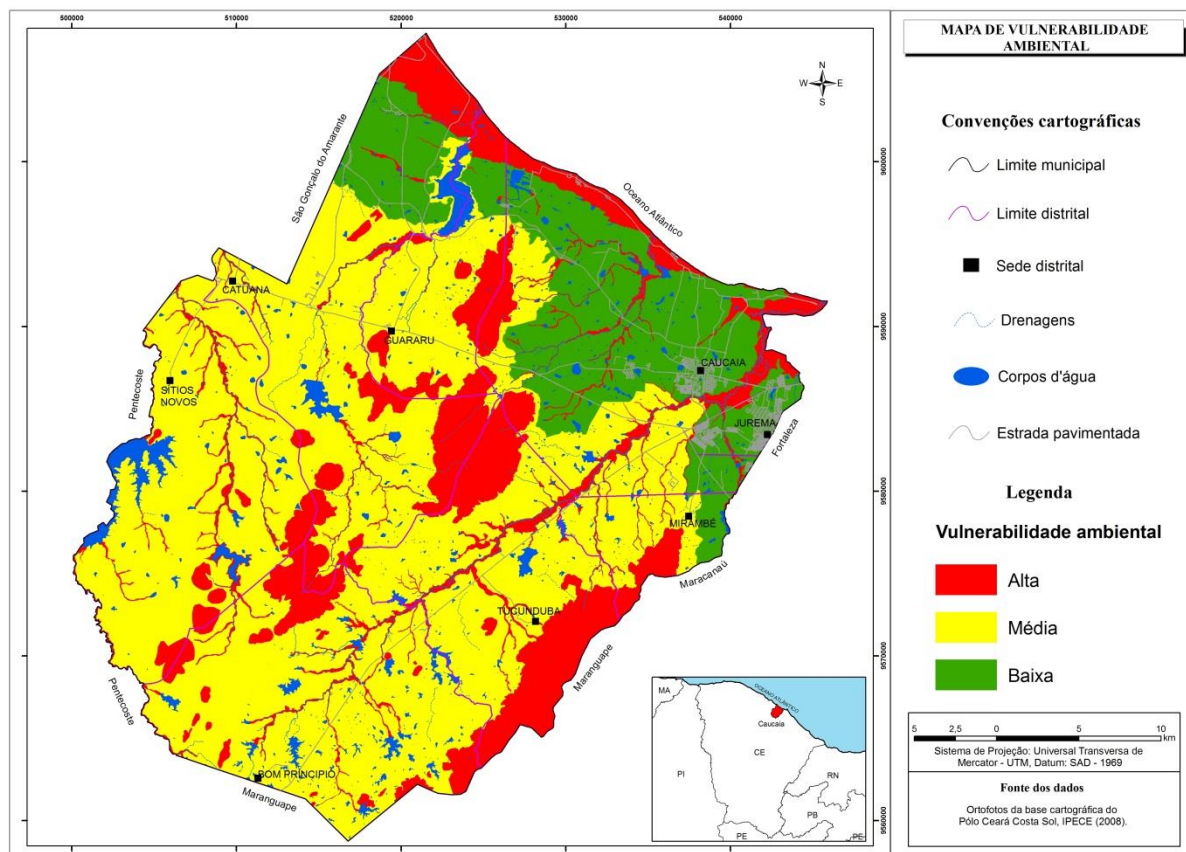 500000
510000
520000
530000
540000
MAPA DE VULNERABILIDADE
AMBIENTAL
N
W
E
S
Convenções cartográficas
Limite municipal
Limite distrital
Sede distrital
Drenagens
Corpos d'água
Estrada pavimentada
Legenda
Vulnerabilidade ambiental
Alta
Média
Baixa
5 2,5 0 5 10
km
Sistema de Projeção: Universal Transversa de
Mercator - UTM, Datum: SAD - 1969
Fonte dos dados
Ortofotos da base cartográfica do
Pólo Ceará Costa Sol, IPECE (2008).
São Gonçalo do Amarante
Oceano Atlântico
9600000
CATUANA
GUARARU
9590000
CAUCAIA
Pentecoste
SÍTIOS
NOVOS
JUREMA
Fortaleza
9580000
MIRAMBÉ
Maracanaú
TUCUNDUBA
Maranguape
9570000
Pentecoste
BOM PRINCIPIO
Maranguape
9560000
MA
OCEANO ATLÂNTICO
Caucaia
CE
PI
RN
PB
PE
PE